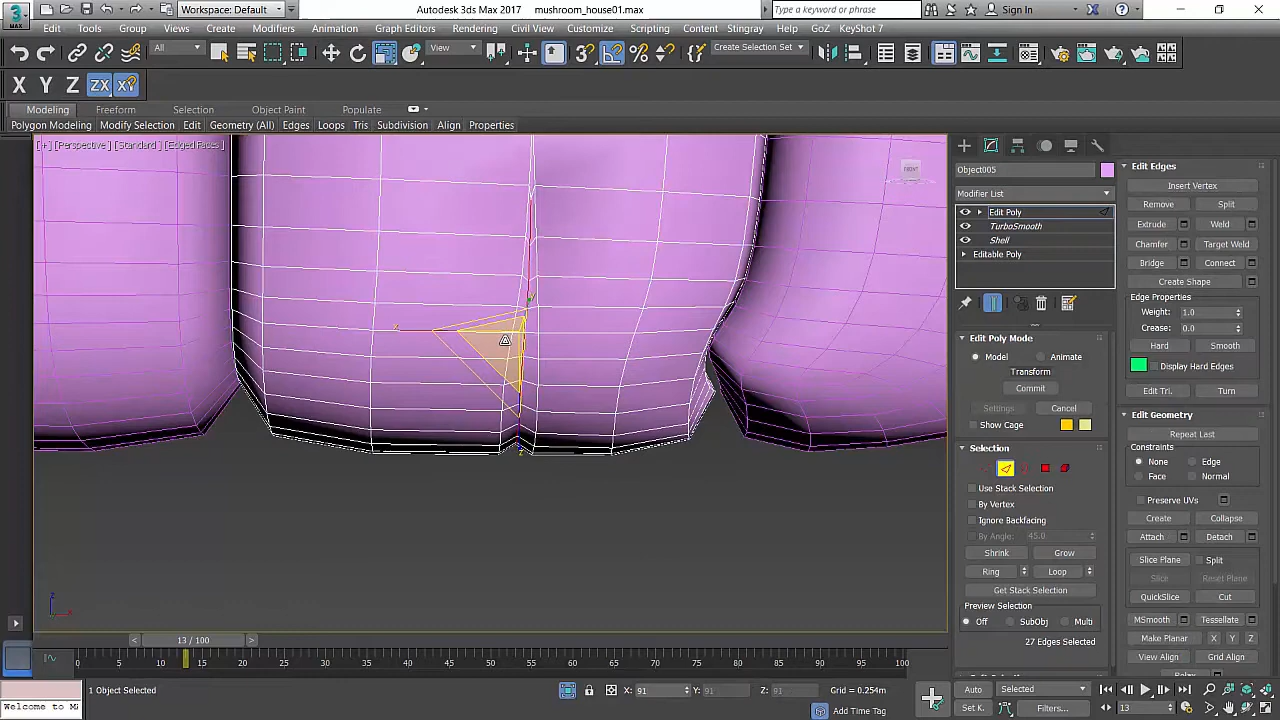 Workspace: Default
Autodesk 3ds Max 2017 mushroom_house01.max
Type a keyword or phrase
Sign In
MAX
Edit Tools Group Views Create Modifiers Animation Graph Editors Rendering Civil View Customize Scripting Content Stingray Help GoZ KeyShot 7
All
View
Create Selection Set
X Y Z ZX XY
Modeling Freeform Selection Object Paint Populate
Polygon Modeling Modify Selection Edit Geometry (All) Edges Loops Tris Subdivision Align Properties
[+] [Perspective] [Standard] [Edged Faces]
FRONT
Object005
Modifier List
Edit Poly
TurboSmooth
Shell
Editable Poly
Edit Poly Mode
Model Animate
Transform
Commit
Settings Cancel
Show Cage
Selection
Use Stack Selection
By Vertex
Ignore Backfacing
By Angle: 45.0
Shrink Grow
Ring Loop
Get Stack Selection
Preview Selection
Off SubObj Multi
27 Edges Selected
Edit Edges
Insert Vertex
Remove Split
Extrude Weld
Chamfer Target Weld
Bridge Connect
Create Shape
Edge Properties
Weight: 1.0
Crease: 0.0
Hard Smooth
Display Hard Edges
Edit Tri. Turn
Edit Geometry
Repeat Last
Constraints
None Edge
Face Normal
Preserve UVs
Create Collapse
Attach Detach
Slice Plane Split
Slice Reset Plane
QuickSlice Cut
MSmooth Tessellate
Make Planar X Y Z
View Align Grid Align
Relax
x
y
z
z
x
< 13 / 100 >
0 5 10 15 20 25 30 35 40 45 50 55 60 65 70 75 80 85 90 95 100
1 Object Selected
X: 91 Y: 91 Z: 91 Grid = 0.254m
Auto Selected
Welcome to M
Add Time Tag
Set K. Filters... 13